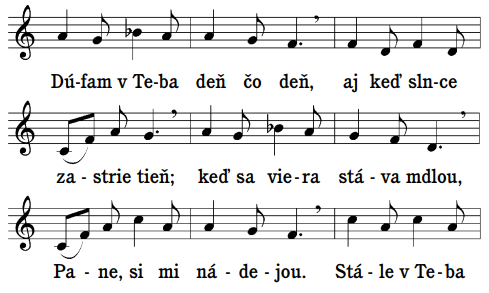 Dú-fam v Te-ba deň čo deň, aj keď sln-ce
za - strie tieň; keď sa vie - ra stá - va mdlou,
Pa - ne, si mi ná - de - jou. Stá - le v Te-ba